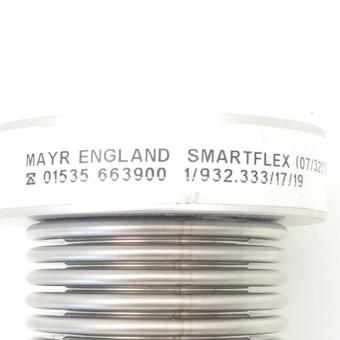 MAYR ENGLAND SMARTFLEX
☎ 01535 663900 1/932.333/17/19